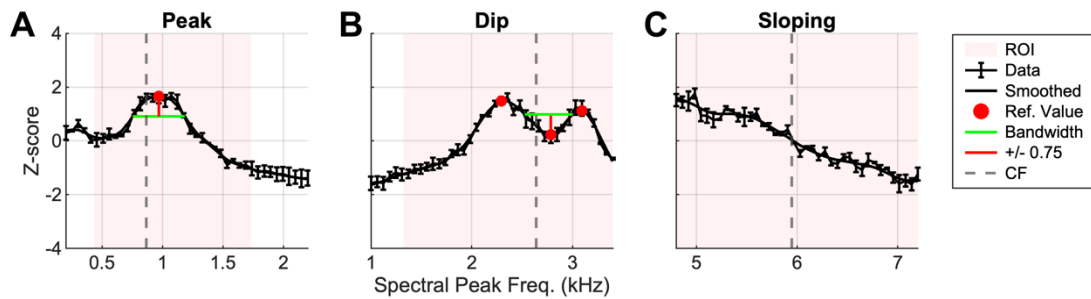 A Peak B Dip C Sloping
4
2
0
-2
-4
Z-score
0.5 1 1.5 2
1 2 3
5 6 7
Spectral Peak Freq. (kHz)
ROI
Data
Smoothed
Ref. Value
Bandwidth
+/- 0.75
CF